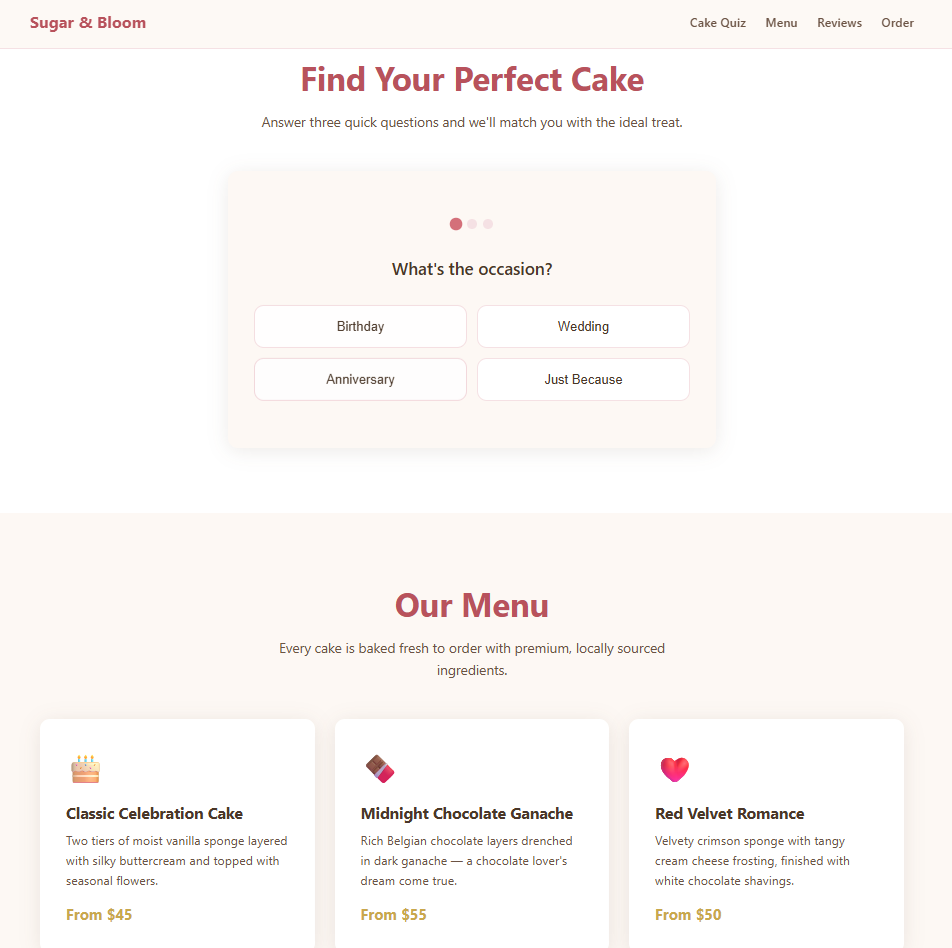 Sugar & Bloom
Cake Quiz
Menu
Reviews
Order
Find Your Perfect Cake
Answer three quick questions and we'll match you with the ideal treat.
What's the occasion?
Birthday
Wedding
Anniversary
Just Because
Our Menu
Every cake is baked fresh to order with premium, locally sourced
ingredients.
Classic Celebration Cake
Two tiers of moist vanilla sponge layered
with silky buttercream and topped with
seasonal flowers.
From $45
Midnight Chocolate Ganache
Rich Belgian chocolate layers drenched
in dark ganache — a chocolate lover's
dream come true.
From $55
Red Velvet Romance
Velvety crimson sponge with tangy
cream cheese frosting, finished with
white chocolate shavings.
From $50